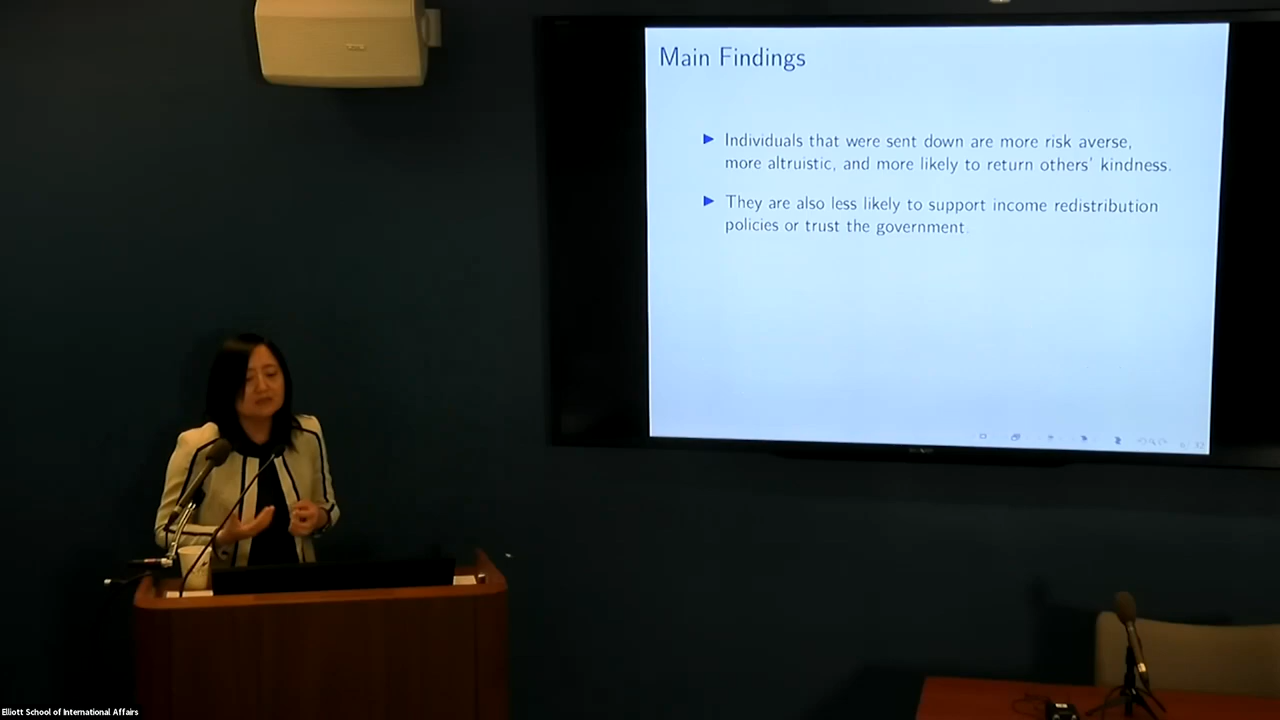 Main Findings
Individuals that were sent down are more risk averse,
more altruistic, and more likely to return others' kindness.
They are also less likely to support income redistribution
policies or trust the government.
Elliott School of International Affairs